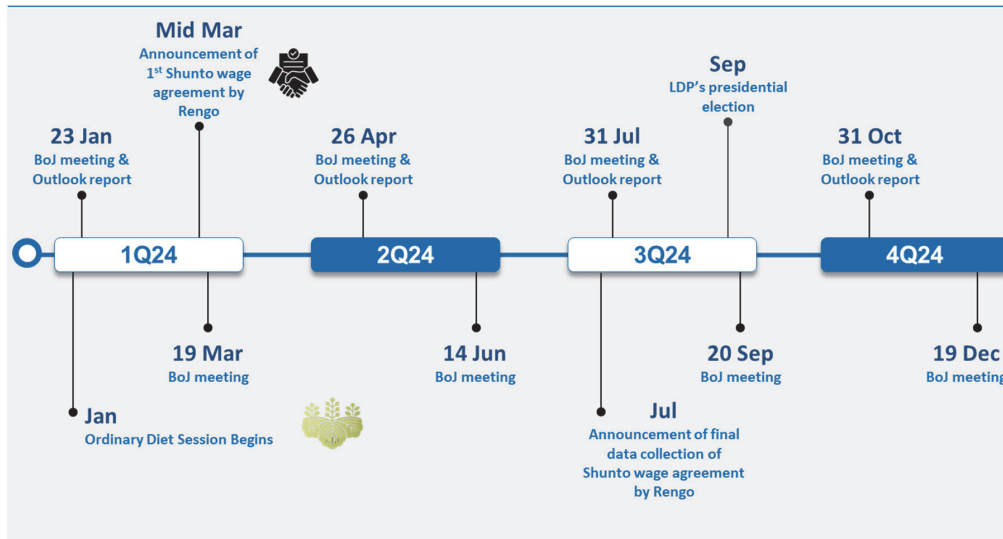 Mid Mar
Announcement of
1st Shunto wage
agreement by
Rengo
Sep
LDP's presidential
election
23 Jan
BoJ meeting &
Outlook report
26 Apr
BoJ meeting &
Outlook report
31 Jul
BoJ meeting &
Outlook report
31 Oct
BoJ meeting &
Outlook report
1Q24
2Q24
3Q24
4Q24
19 Mar
BoJ meeting
14 Jun
BoJ meeting
20 Sep
BoJ meeting
19 Dec
BoJ meeting
Jan
Ordinary Diet Session Begins
Jul
Announcement of final
data collection of
Shunto wage agreement
by Rengo